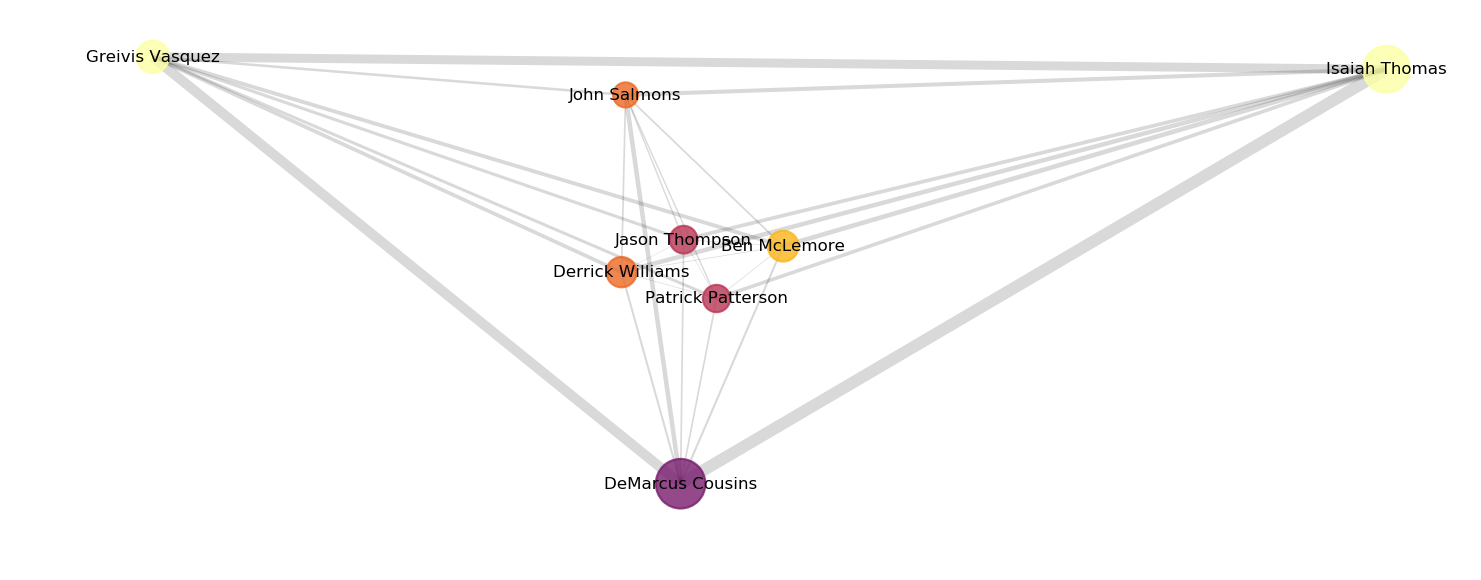 Greivis Vasquez
Isaiah Thomas
John Salmons
Jason Thompson
Ben McLemore
Derrick Williams
Patrick Patterson
DeMarcus Cousins